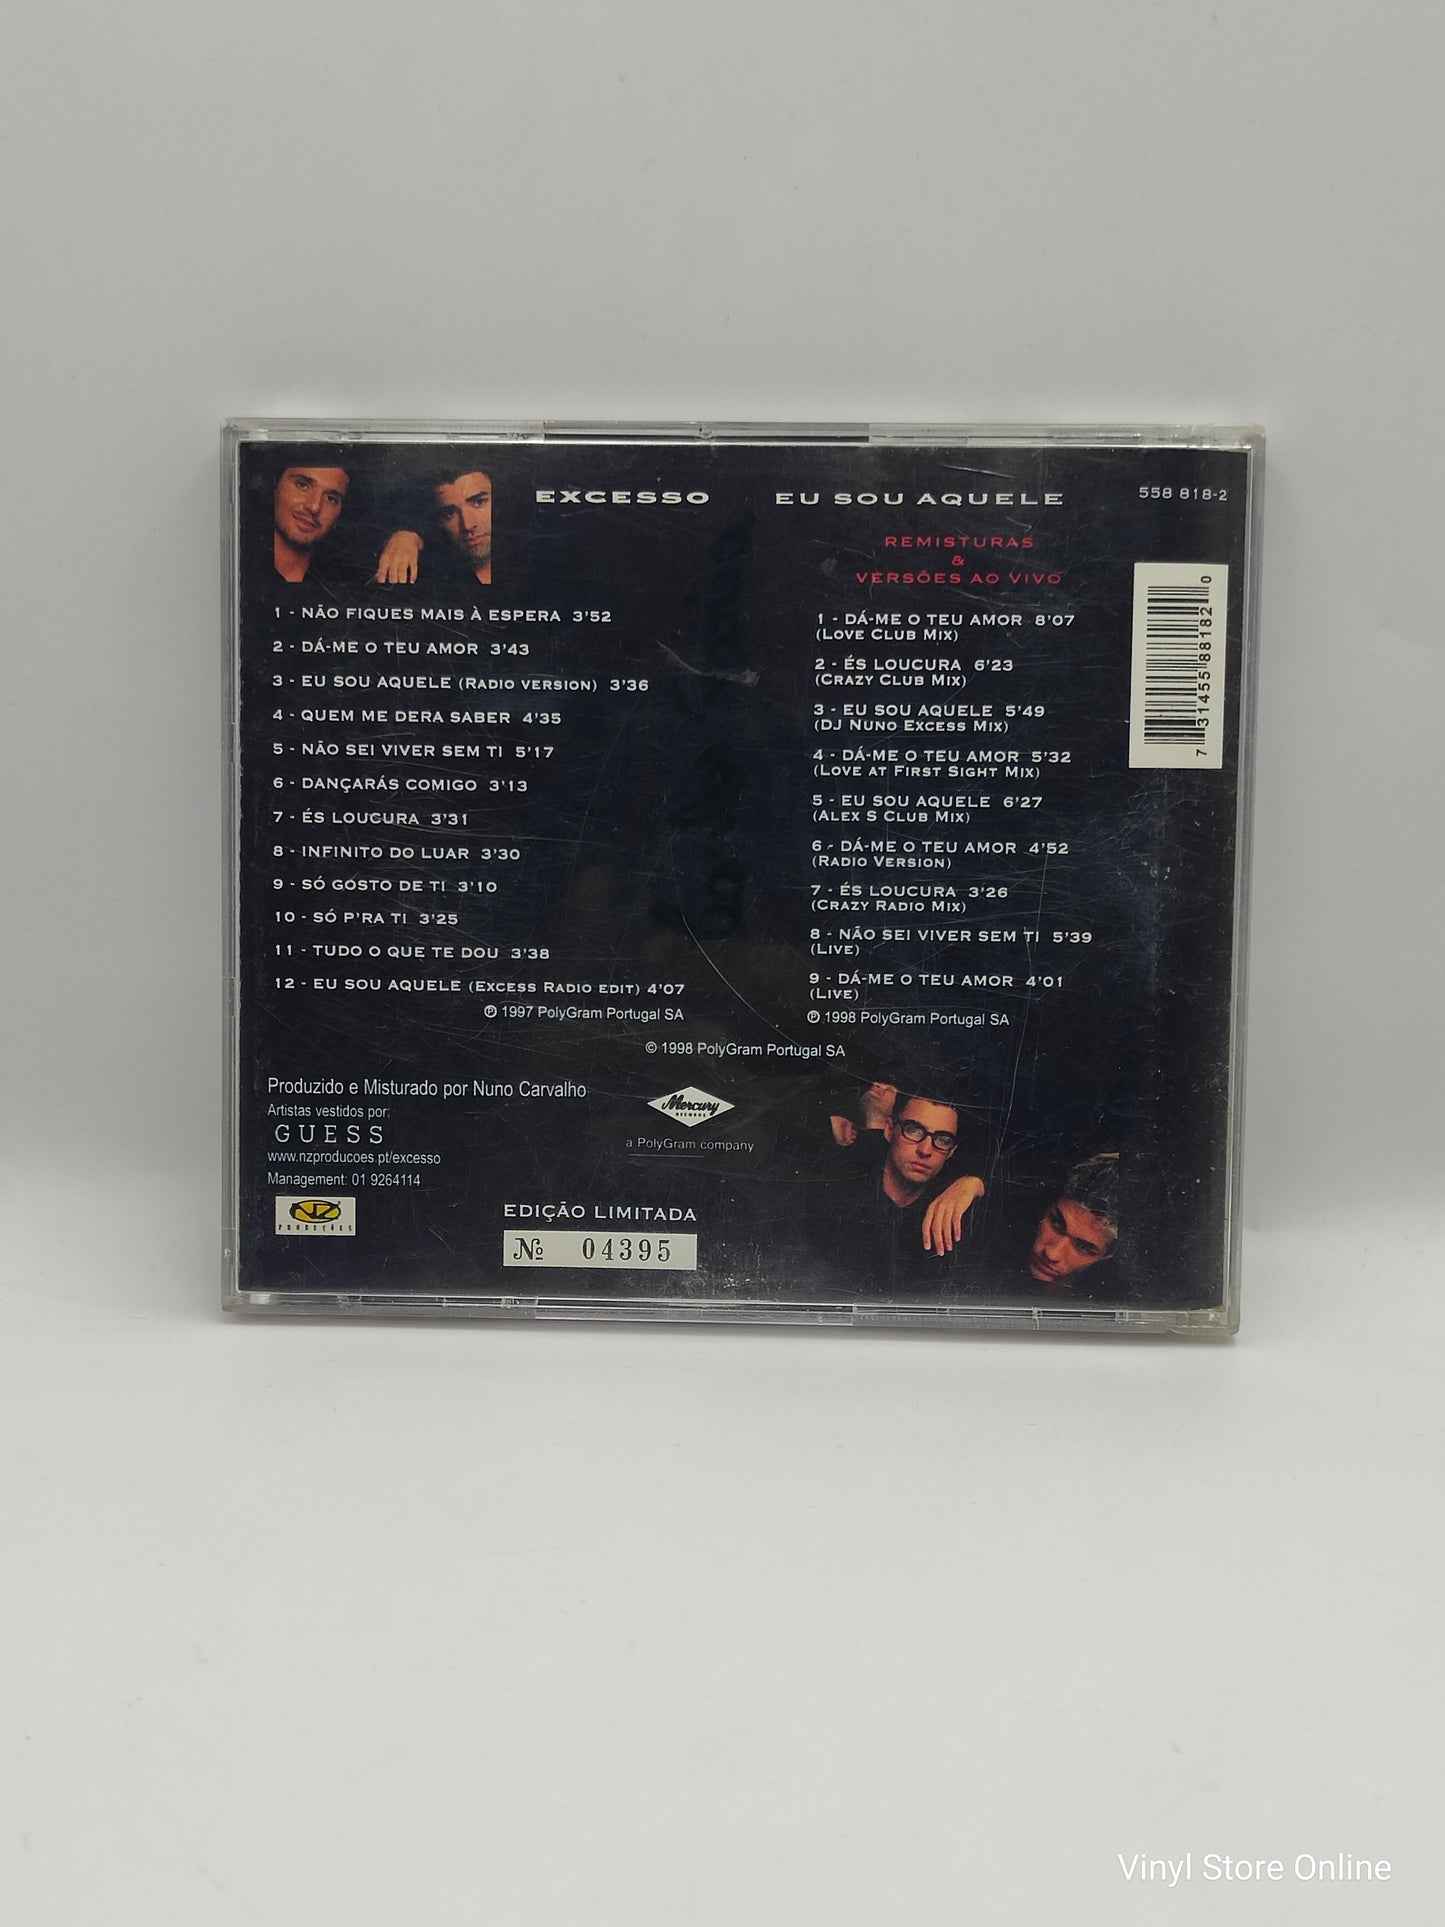 EXCESSO
EU SOU AQUELE
558 818-2
1 - NÃO FIQUES MAIS À ESPERA 3'52
2 - DÁ-ME O TEU AMOR 3'43
3 - EU SOU AQUELE (RADIO VERSION) 3'36
4 - QUEM ME DERA SABER 4'35
5 - NÃO SEI VIVER SEM TI 5'17
6 - DANÇARÁS COMIGO 3'13
7 - ÉS LOUCURA 3'31
8 - INFINITO DO LUAR 3'30
9 - SÓ GOSTO DE TI 3'10
10 - SÓ P'RA TI 3'25
11 - TUDO O QUE TE DOU 3'38
12 - EU SOU AQUELE (EXCESS RADIO EDIT) 4'07
℗ 1997 PolyGram Portugal SA
REMISTURAS
&
VERSÕES AO VIVO
1 - DÁ-ME O TEU AMOR 8'07
(LOVE CLUB MIX)
2 - ÉS LOUCURA 6'23
(CRAZY CLUB MIX)
3 - EU SOU AQUELE 5'49
(DJ NUNO EXCESS MIX)
4 - DÁ-ME O TEU AMOR 5'32
(LOVE AT FIRST SIGHT MIX)
5 - EU SOU AQUELE 6'27
(ALEX S CLUB MIX)
6 - DÁ-ME O TEU AMOR 4'52
(RADIO VERSION)
7 - ÉS LOUCURA 3'26
(CRAZY RADIO MIX)
8 - NÃO SEI VIVER SEM TI 5'39
(LIVE)
9 - DÁ-ME O TEU AMOR 4'01
(LIVE)
℗ 1998 PolyGram Portugal SA
7 31455 88182 0
© 1998 PolyGram Portugal SA
Produzido e Misturado por Nuno Carvalho
Artistas vestidos por:
GUESS
www.nzproducoes.pt/excesso
Management: 01 9264114
NZ
PRODUÇÕES
Mercury
RECORDS
a PolyGram company
EDIÇÃO LIMITADA
№ 04395
Vinyl Store Online